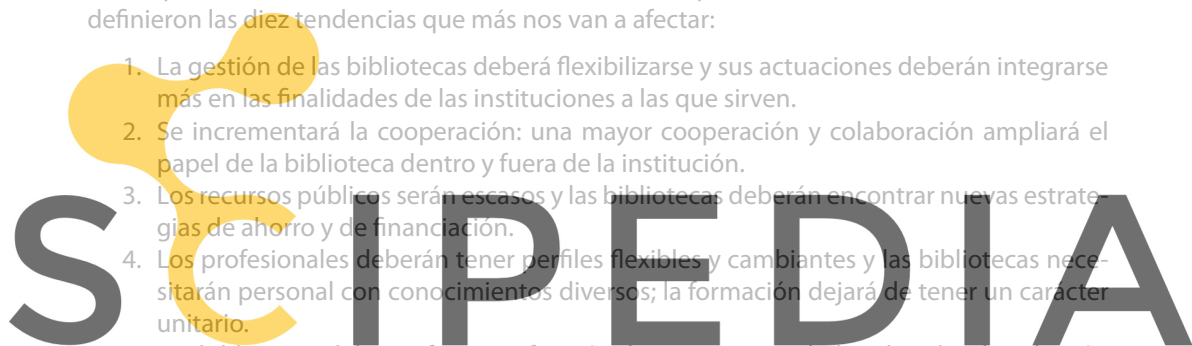 definieron las diez tendencias que más nos van a afectar:
1. La gestión de las bibliotecas deberá flexibilizarse y sus actuaciones deberán integrarse
más en las finalidades de las instituciones a las que sirven.
2. Se incrementará la cooperación: una mayor cooperación y colaboración ampliará el
papel de la biblioteca dentro y fuera de la institución.
3. Los recursos públicos serán escasos y las bibliotecas deberán encontrar nuevas estrate-
gias de ahorro y de financiación.
4. Los profesionales deberán tener perfiles flexibles y cambiantes y las bibliotecas nece-
sitarán personal con conocimientos diversos; la formación dejará de tener un carácter
unitario.
SCIPEDIA